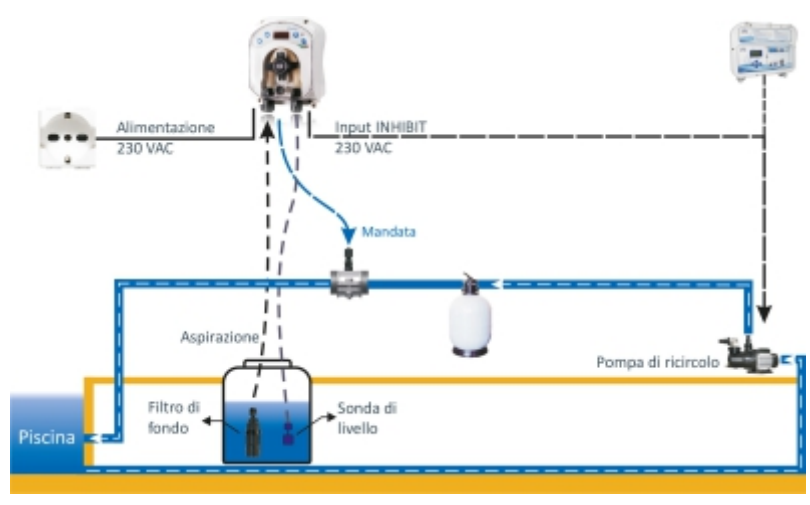 Alimentazione
230 VAC
Input INHIBIT
230 VAC
Mandata
Aspirazione
Pompa di ricircolo
Filtro di
fondo
Sonda di
livello
Piscina